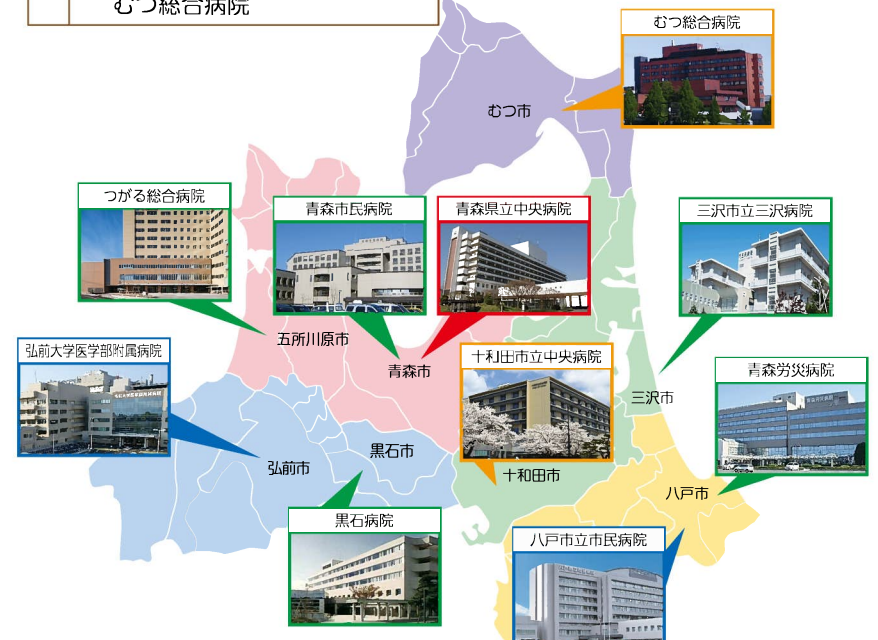 むつ総合病院
むつ総合病院
むつ市
つがる総合病院
青森市民病院
青森県立中央病院
三沢市立三沢病院
五所川原市
弘前大学医学部附属病院
青森市
十和田市立中央病院
青森労災病院
三沢市
黒石市
弘前市
十和田市
八戸市
黒石病院
八戸市立市民病院